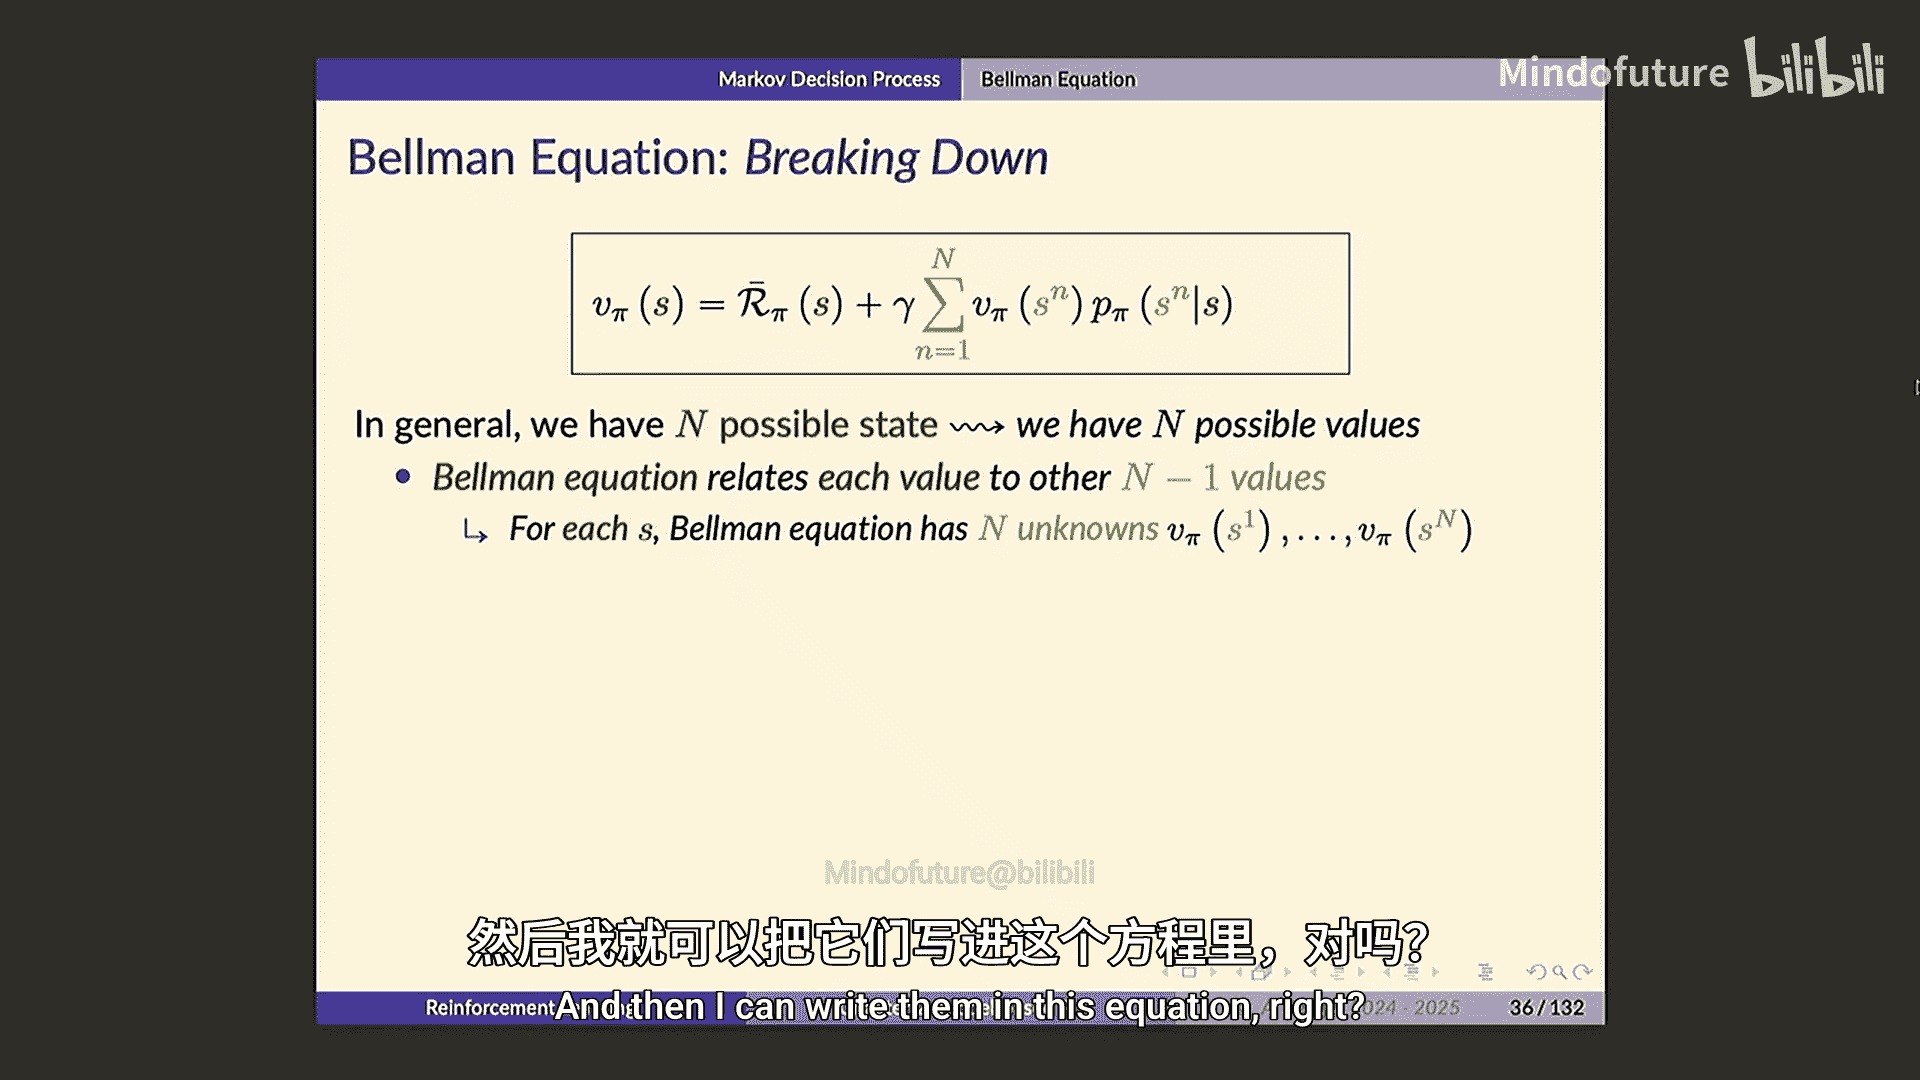 Mindofuture bilibili
Markov Decision Process Bellman Equation
Bellman Equation: Breaking Down
N
v_π (s) = R̄_π (s) + γ ∑ v_π (s^n) p_π (s^n|s)
n=1
In general, we have N possible state ⇝ we have N possible values
• Bellman equation relates each value to other N − 1 values
↳ For each s, Bellman equation has N unknowns v_π (s^1) , . . . , v_π (s^N)
Mindofuture@bilibili
然后我就可以把它们写进这个方程里，对吗？
And then I can write them in this equation, right?
Reinforcement 2024 - 2025 36 / 132